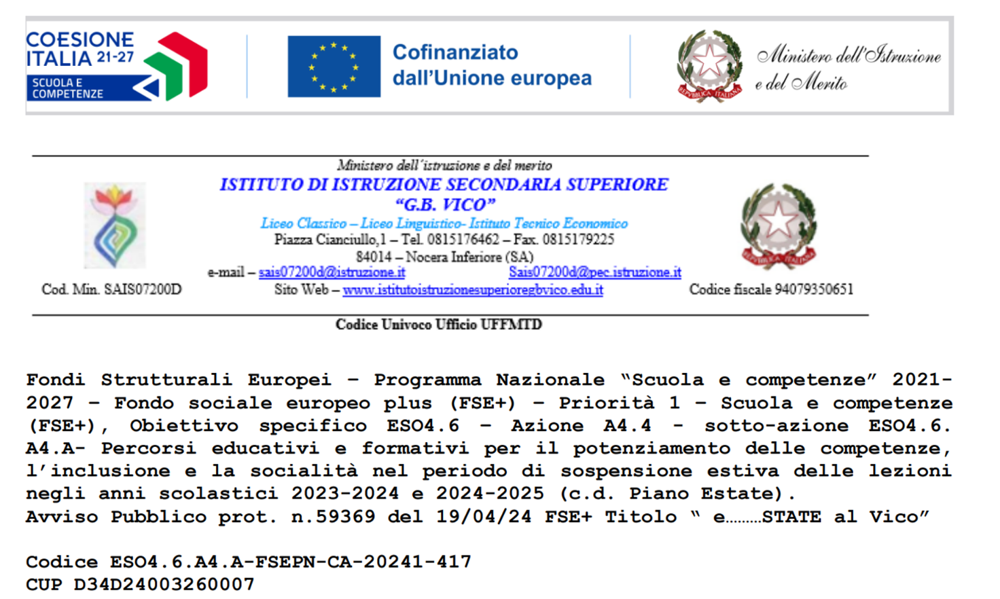 COESIONE
ITALIA 21-27
SCUOLA E
COMPETENZE
Cofinanziato
dall'Unione europea
REPVBBLICA ITALIANA
Ministero dell'Istruzione
e del Merito
Ministero dell'istruzione e del merito
ISTITUTO DI ISTRUZIONE SECONDARIA SUPERIORE
“G.B. VICO”
Liceo Classico – Liceo Linguistico- Istituto Tecnico Economico
Piazza Cianciullo,1 – Tel. 0815176462 – Fax. 0815179225
84014 – Nocera Inferiore (SA)
e-mail – sais07200d@istruzione.it Sais07200d@pec.istruzione.it
REPVBBLICA ITALIANA
Cod. Min. SAIS07200D Sito Web – www.istitutoistruzionesuperioregbvico.edu.it Codice fiscale 94079350651
Codice Univoco Ufficio UFFMTD
Fondi Strutturali Europei – Programma Nazionale “Scuola e competenze” 2021-
2027 – Fondo sociale europeo plus (FSE+) – Priorità 1 – Scuola e competenze
(FSE+), Obiettivo specifico ESO4.6 – Azione A4.4 - sotto-azione ESO4.6.
A4.A- Percorsi educativi e formativi per il potenziamento delle competenze,
l’inclusione e la socialità nel periodo di sospensione estiva delle lezioni
negli anni scolastici 2023-2024 e 2024-2025 (c.d. Piano Estate).
Avviso Pubblico prot. n.59369 del 19/04/24 FSE+ Titolo “ e………STATE al Vico”
Codice ESO4.6.A4.A-FSEPN-CA-20241-417
CUP D34D24003260007